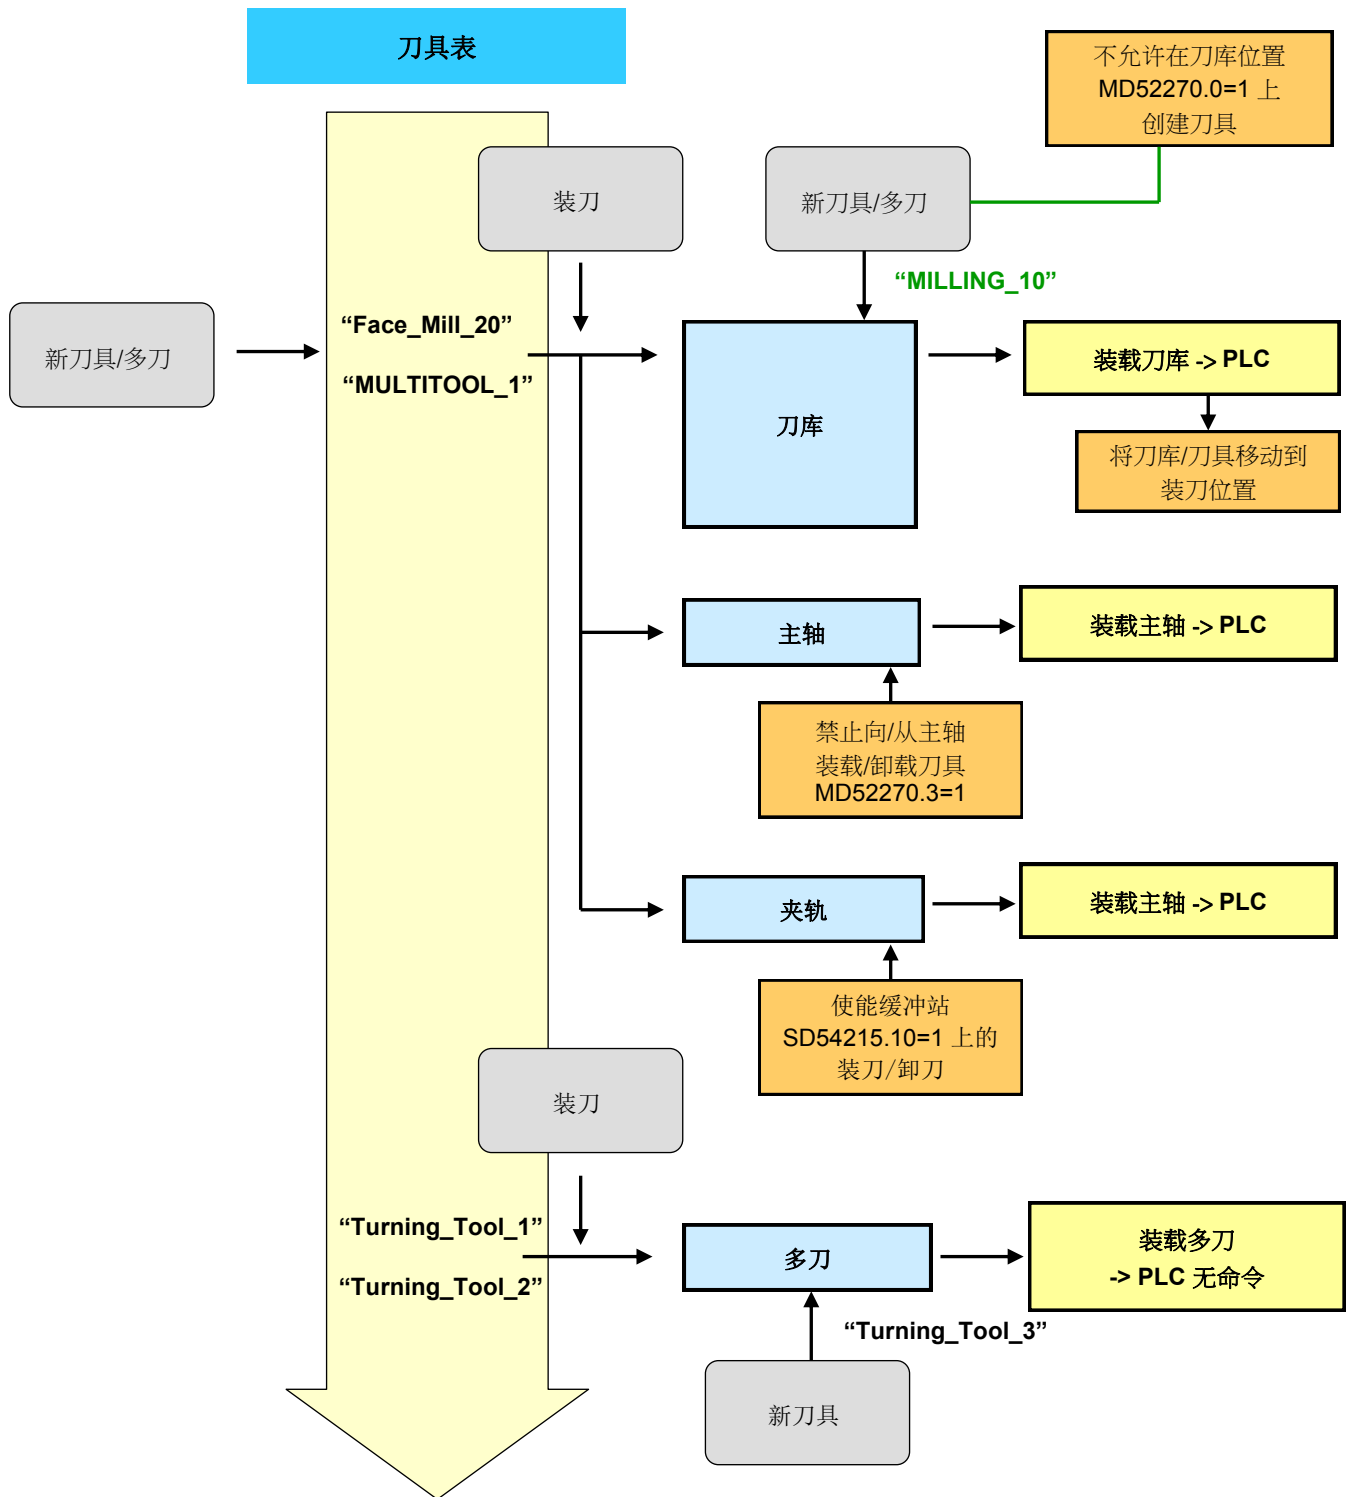 刀具表
不允许在刀库位置
MD52270.0=1 上
创建刀具
装刀
新刀具/多刀
“MILLING_10”
新刀具/多刀
“Face_Mill_20”
“MULTITOOL_1”
刀库
装载刀库 -> PLC
将刀库/刀具移动到
装刀位置
主轴
装载主轴 -> PLC
禁止向/从主轴
装载/卸载刀具
MD52270.3=1
夹轨
装载主轴 -> PLC
使能缓冲站
SD54215.10=1 上的
装刀/卸刀
装刀
“Turning_Tool_1”
“Turning_Tool_2”
多刀
装载多刀
-> PLC 无命令
“Turning_Tool_3”
新刀具